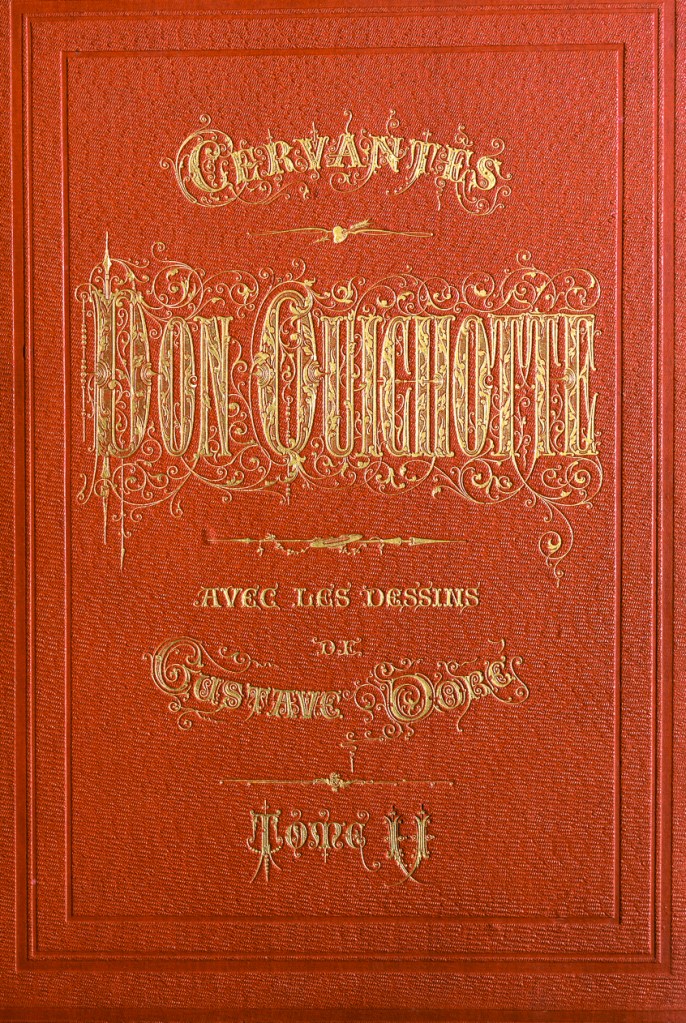 CERVANTES
DON QUICHOTTE
AVEC LES DESSINS
DE
GUSTAVE DORÉ
TOME II